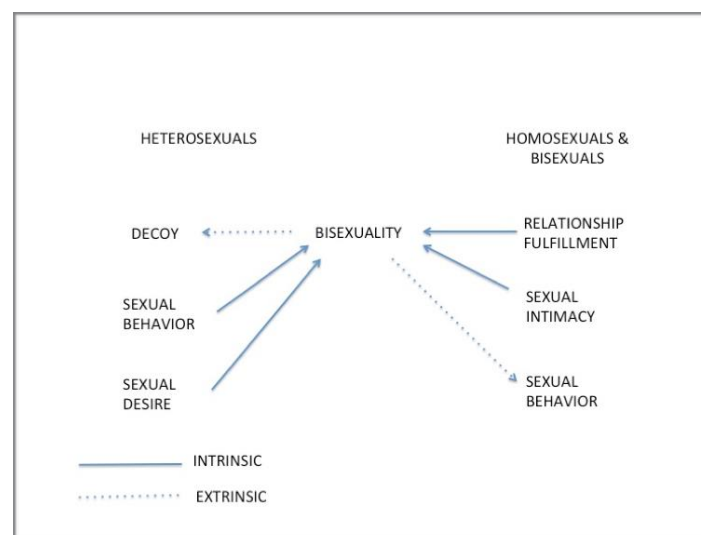 HETEROSEXUALS
HOMOSEXUALS &
BISEXUALS
DECOY
BISEXUALITY
RELATIONSHIP
FULFILLMENT
SEXUAL
BEHAVIOR
SEXUAL
INTIMACY
SEXUAL
DESIRE
SEXUAL
BEHAVIOR
INTRINSIC
EXTRINSIC